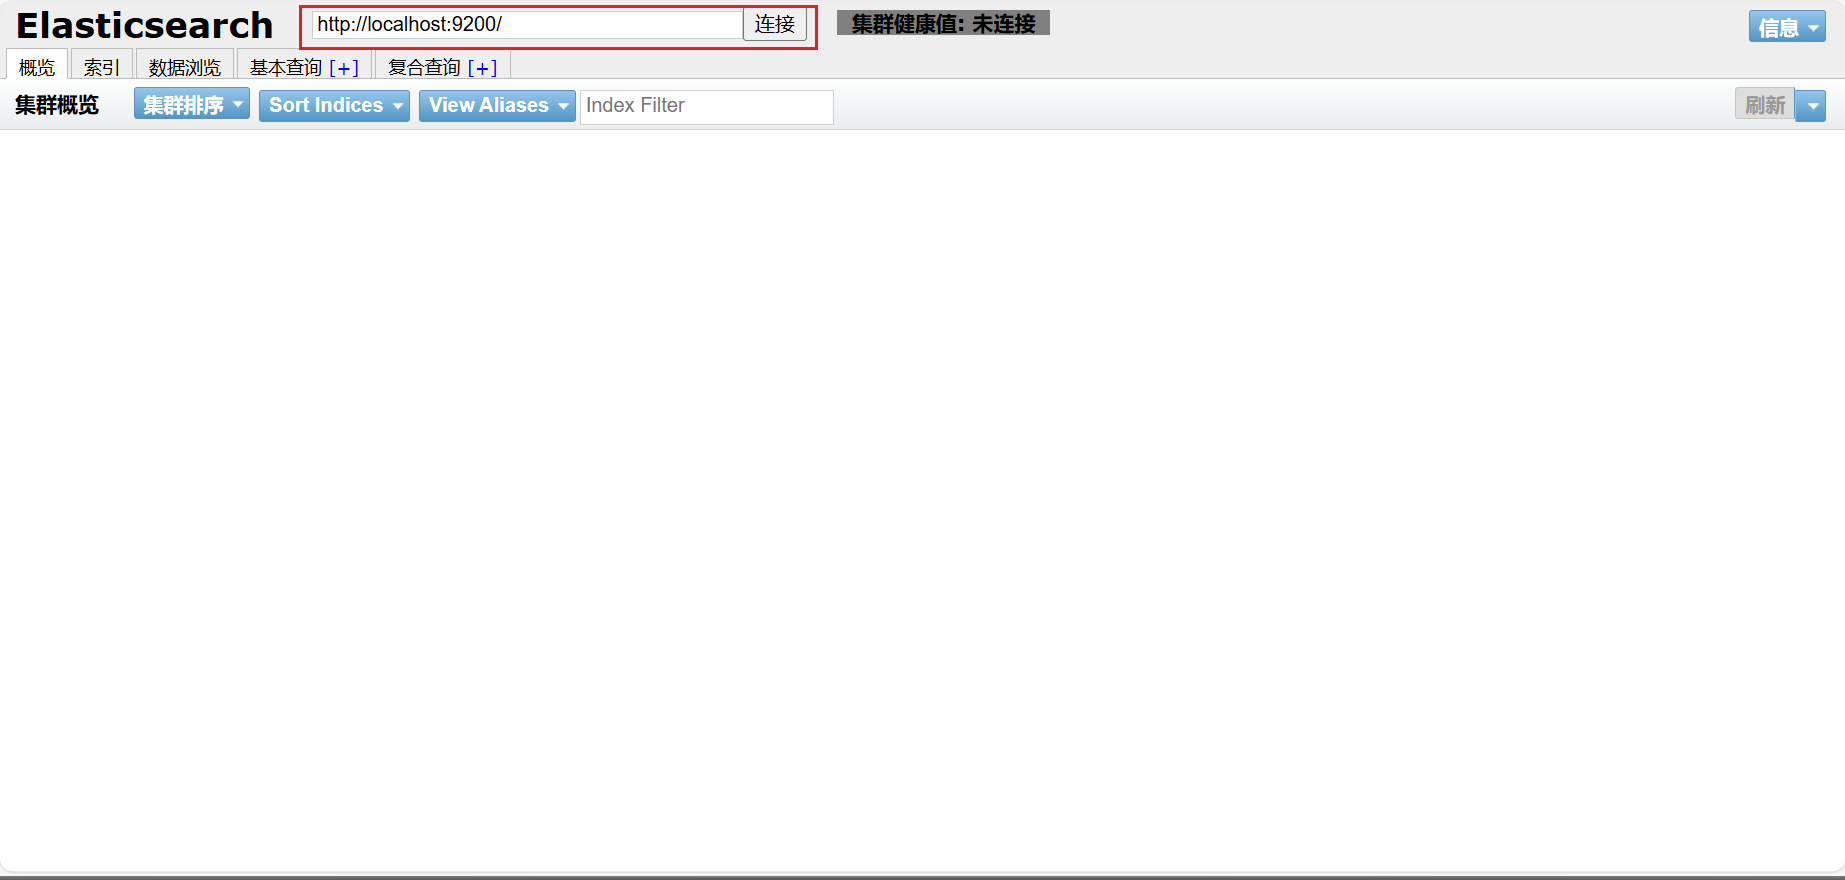 Elasticsearch http://localhost:9200/ 连接 集群健康值: 未连接 信息
概览 索引 数据浏览 基本查询 [+] 复合查询 [+]
集群概览 集群排序 Sort Indices View Aliases Index Filter 刷新